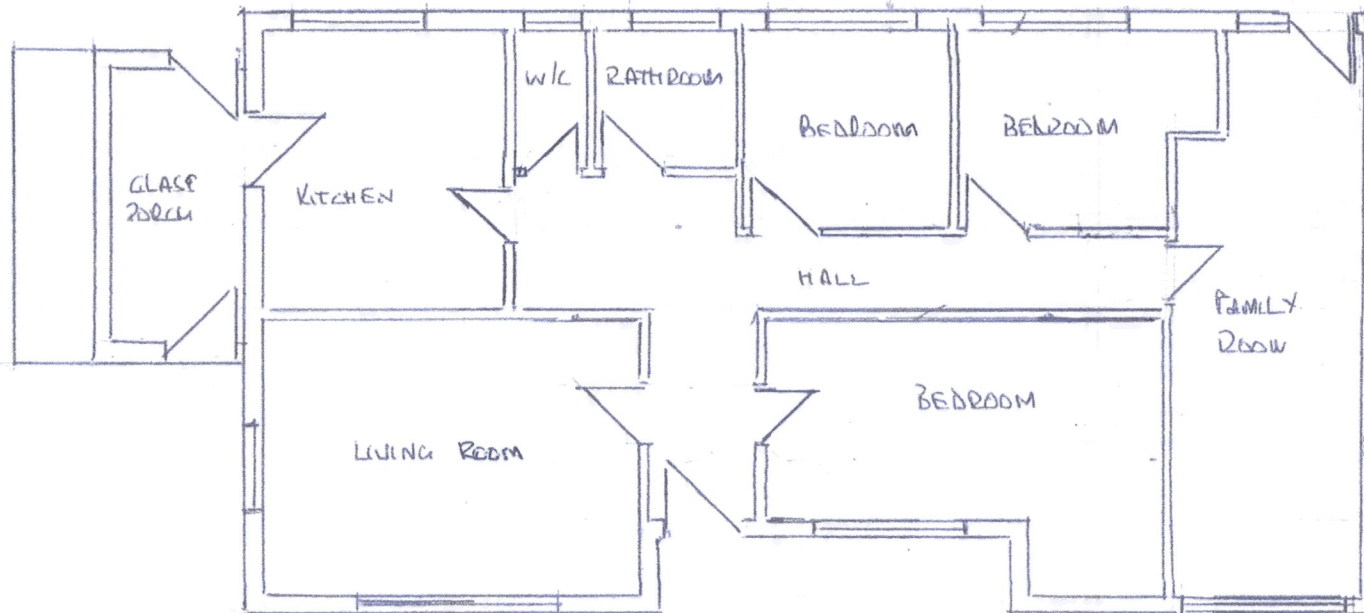 W/C
BATHROOM
BEDROOM
BEDROOM
GLASS
PORCH
KITCHEN
HALL
FAMILY
ROOM
BEDROOM
LIVING ROOM